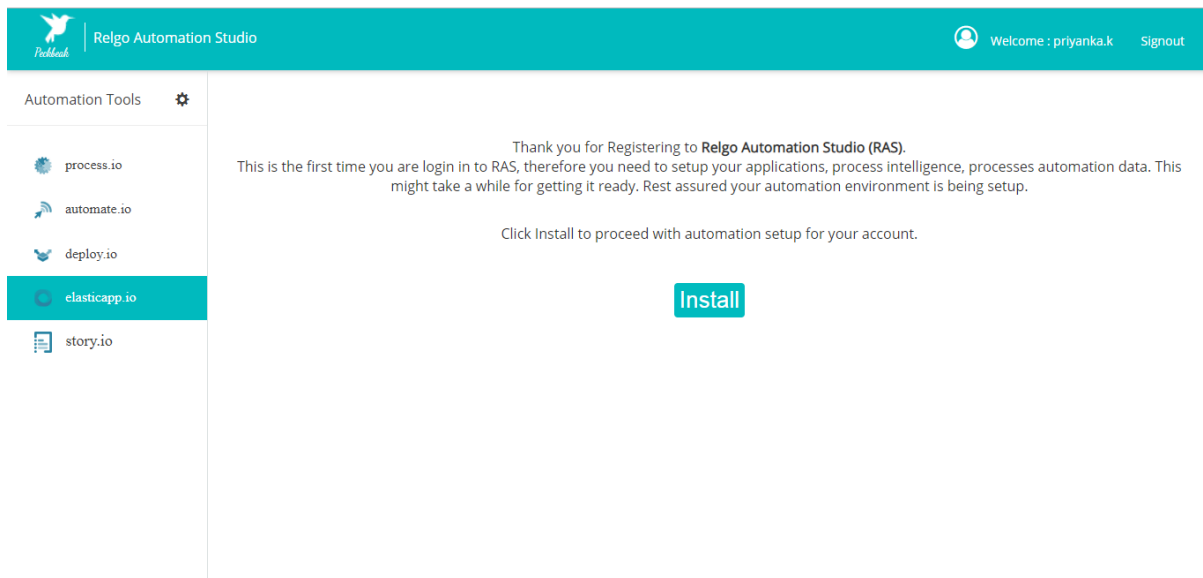 Peckbeak
Relgo Automation Studio
Welcome : priyanka.k
Signout
Automation Tools
process.io
automate.io
deploy.io
elasticapp.io
story.io
Thank you for Registering to Relgo Automation Studio (RAS).
This is the first time you are login in to RAS, therefore you need to setup your applications, process intelligence, processes automation data. This
might take a while for getting it ready. Rest assured your automation environment is being setup.
Click Install to proceed with automation setup for your account.
Install